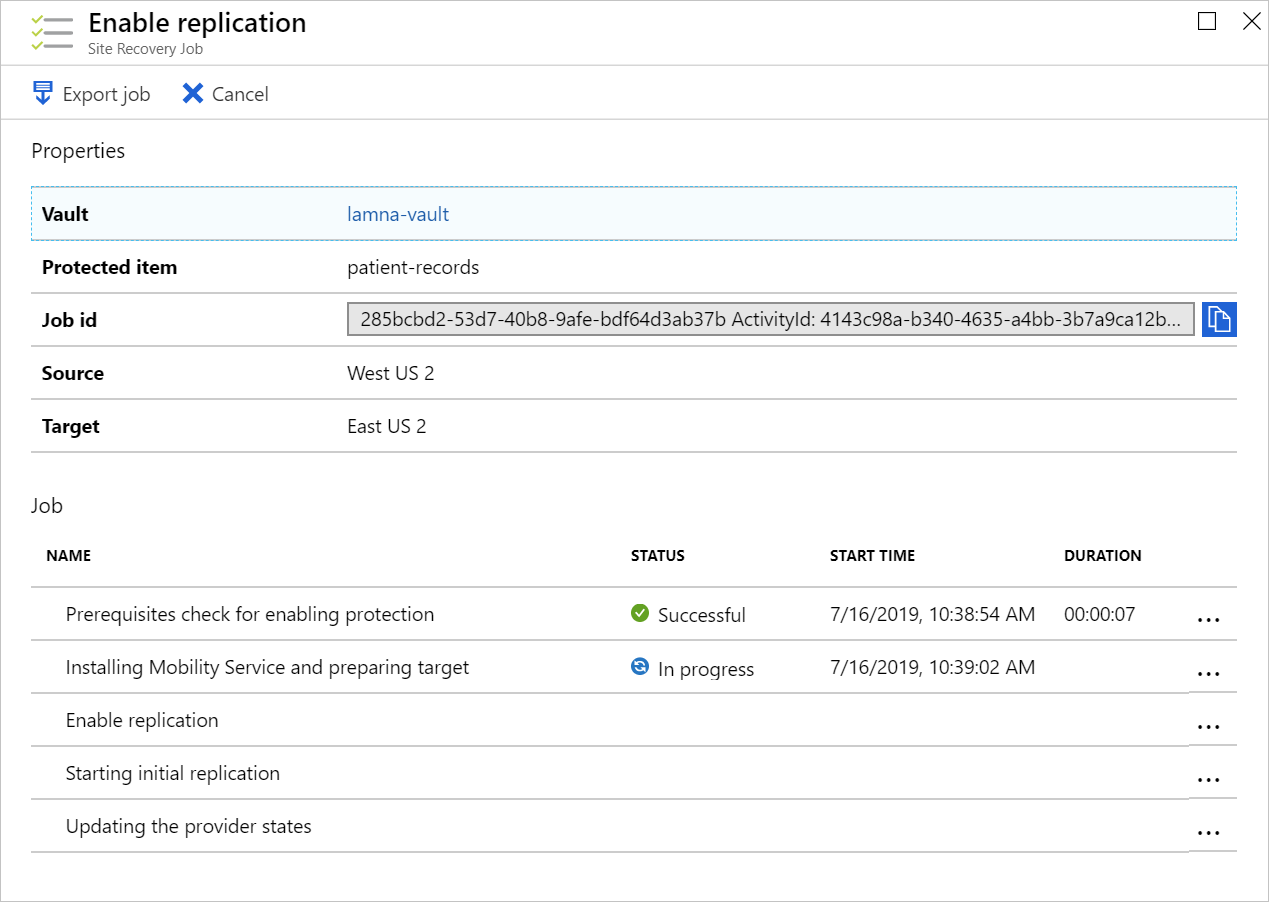 Enable replication
Site Recovery Job
Export job Cancel
Properties
Vault lamna-vault
Protected item patient-records
Job id 285bcbd2-53d7-40b8-9afe-bdf64d3ab37b ActivityId: 4143c98a-b340-4635-a4bb-3b7a9ca12b...
Source West US 2
Target East US 2
Job
NAME STATUS START TIME DURATION
Prerequisites check for enabling protection Successful 7/16/2019, 10:38:54 AM 00:00:07 ...
Installing Mobility Service and preparing target In progress 7/16/2019, 10:39:02 AM ...
Enable replication ...
Starting initial replication ...
Updating the provider states ...